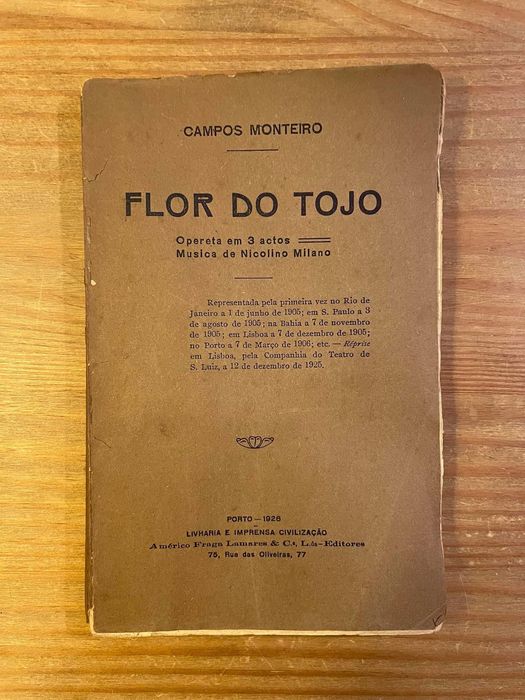 CAMPOS MONTEIRO
FLOR DO TOJO
Opereta em 3 actos
Musica de Nicolino Milano
Representada pela primeira vez no Rio de
Janeiro a 1 de junho de 1905; em S. Paulo a 3
de agosto de 1905; na Bahia a 7 de novembro
de 1905; em Lisboa a 7 de dezembro de 1905;
no Porto a 7 de Março de 1906; etc. — Réprise
em Lisboa, pela Companhia do Teatro de
S. Luiz, a 12 de dezembro de 1925.
PORTO — 1926
LIVRARIA E IMPRENSA CIVILIZAÇÃO
Américo Fraga Lamares & C.ª, L.da—Editores
75, Rue das Oliveiras, 77